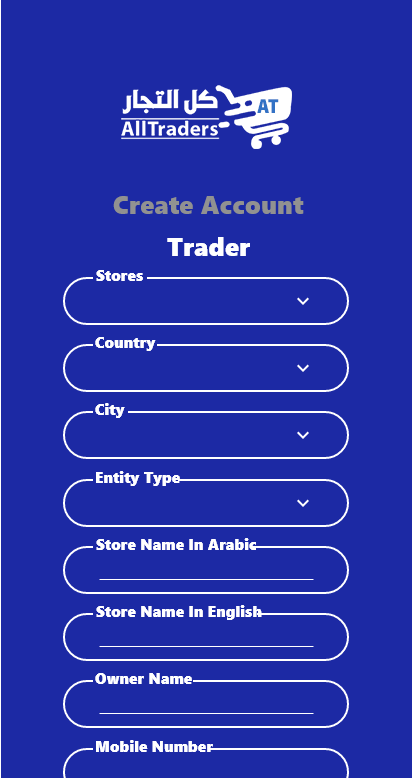 كل التجار
AT
AllTraders
Create Account
Trader
Stores
Country
City
Entity Type
Store Name In Arabic
Store Name In English
Owner Name
Mobile Number